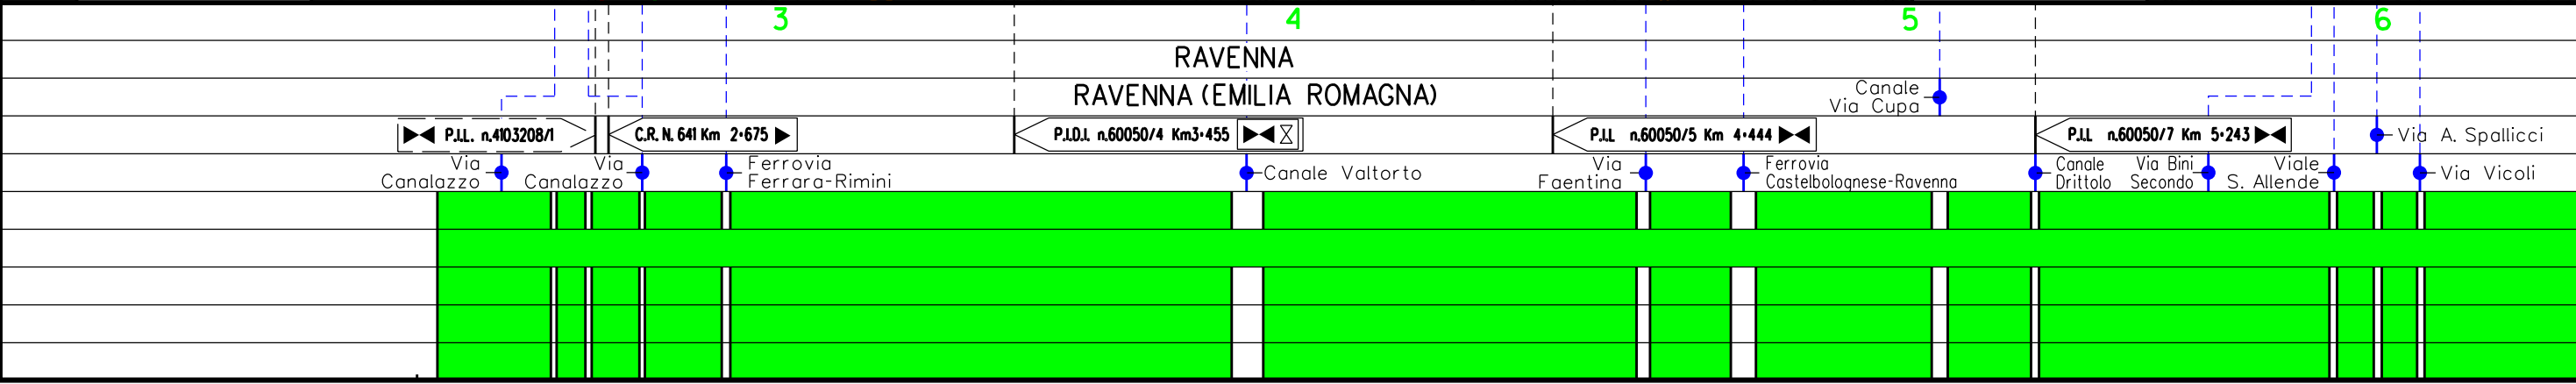 3
4
5
6
RAVENNA
RAVENNA (EMILIA ROMAGNA)
Canale
Via Cupa
P.I.L. n.4103208/1
C.R. N. 641 Km 2+675
P.I.D.I. n.60050/4 Km3+455
P.I.L n.60050/5 Km 4+444
P.I.L n.60050/7 Km 5+243
Via A. Spallicci
Via
Canalazzo
Via
Canalazzo
Ferrovia
Ferrara-Rimini
Canale Valtorto
Via
Faentina
Ferrovia
Castelbolognese-Ravenna
Canale
Drittolo
Via Bini
Secondo
Viale
S. Allende
Via Vicoli